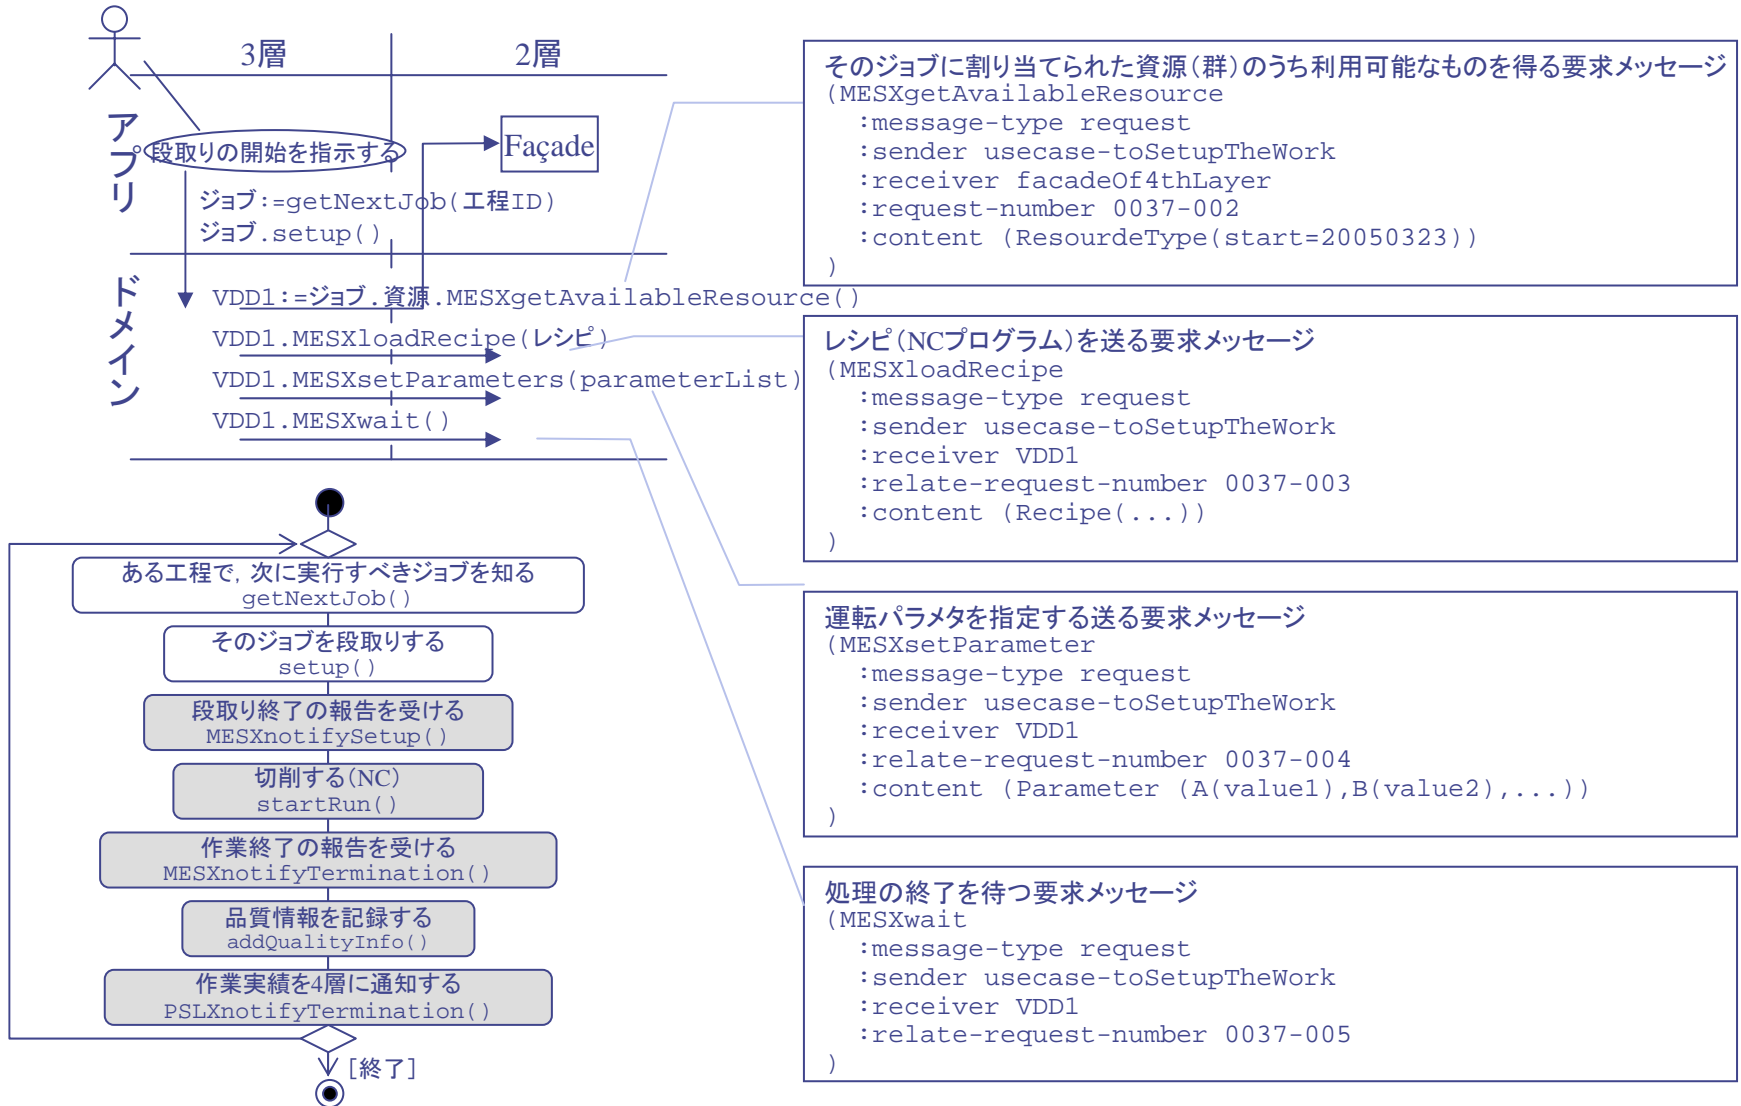 3層
2層
アプリ
段取りの開始を指示する
Façade
ジョブ:=getNextJob(工程ID)
ジョブ.setup()
ドメイン
VDD1:=ジョブ.資源.MESXgetAvailableResource()
VDD1.MESXloadRecipe(レシピ)
VDD1.MESXsetParameters(parameterList)
VDD1.MESXwait()
ある工程で, 次に実行すべきジョブを知る
getNextJob()
そのジョブを段取りする
setup()
段取り終了の報告を受ける
MESXnotifySetup()
切削する(NC)
startRun()
作業終了の報告を受ける
MESXnotifyTermination()
品質情報を記録する
addQualityInfo()
作業実績を4層に通知する
PSLXnotifyTermination()
[終了]
そのジョブに割り当てられた資源(群)のうち利用可能なものを得る要求メッセージ
(MESXgetAvailableResource
:message-type request
:sender usecase-toSetupTheWork
:receiver facadeOf4thLayer
:request-number 0037-002
:content (ResourdeType(start=20050323))
)
レシピ(NCプログラム)を送る要求メッセージ
(MESXloadRecipe
:message-type request
:sender usecase-toSetupTheWork
:receiver VDD1
:relate-request-number 0037-003
:content (Recipe(...))
)
運転パラメタを指定する送る要求メッセージ
(MESXsetParameter
:message-type request
:sender usecase-toSetupTheWork
:receiver VDD1
:relate-request-number 0037-004
:content (Parameter (A(value1),B(value2),...))
)
処理の終了を待つ要求メッセージ
(MESXwait
:message-type request
:sender usecase-toSetupTheWork
:receiver VDD1
:relate-request-number 0037-005
)